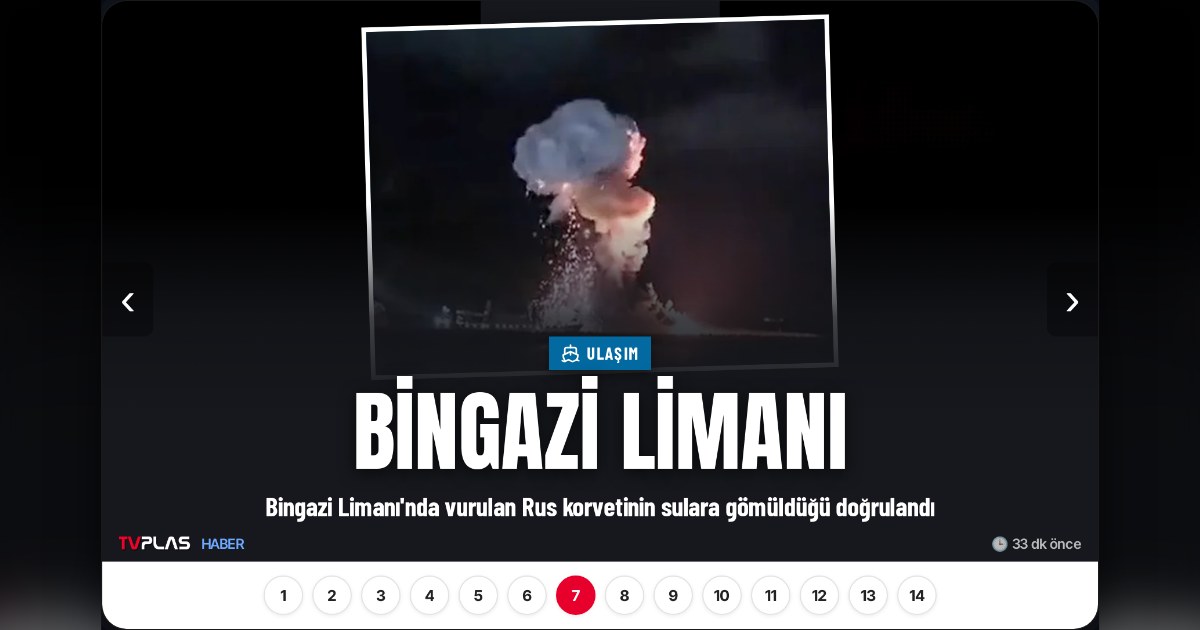 ULAŞIM
BİNGAZİ LİMANI
Bingazi Limanı'nda vurulan Rus korvetinin sulara gömüldüğü doğrulandı
TVPLAS HABER
33 dk önce
1 2 3 4 5 6 7 8 9 10 11 12 13 14